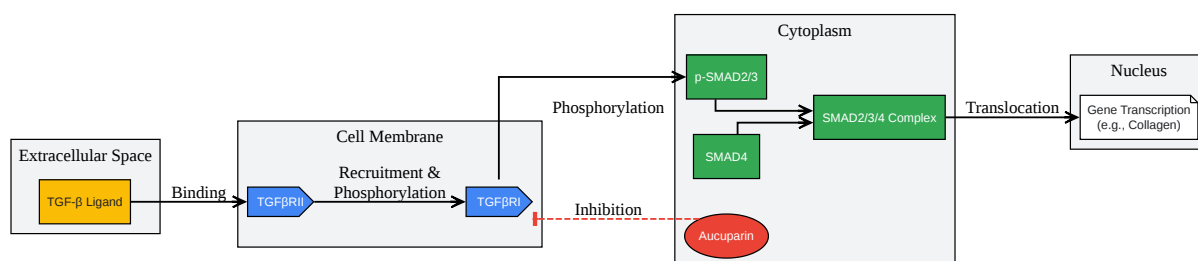 Extracellular Space
TGF-β Ligand
Binding
Cell Membrane
TGFβRII
Recruitment &
Phosphorylation
TGFβRI
Phosphorylation
Inhibition
Cytoplasm
p-SMAD2/3
SMAD4
SMAD2/3/4 Complex
Aucuparin
Translocation
Nucleus
Gene Transcription
(e.g., Collagen)